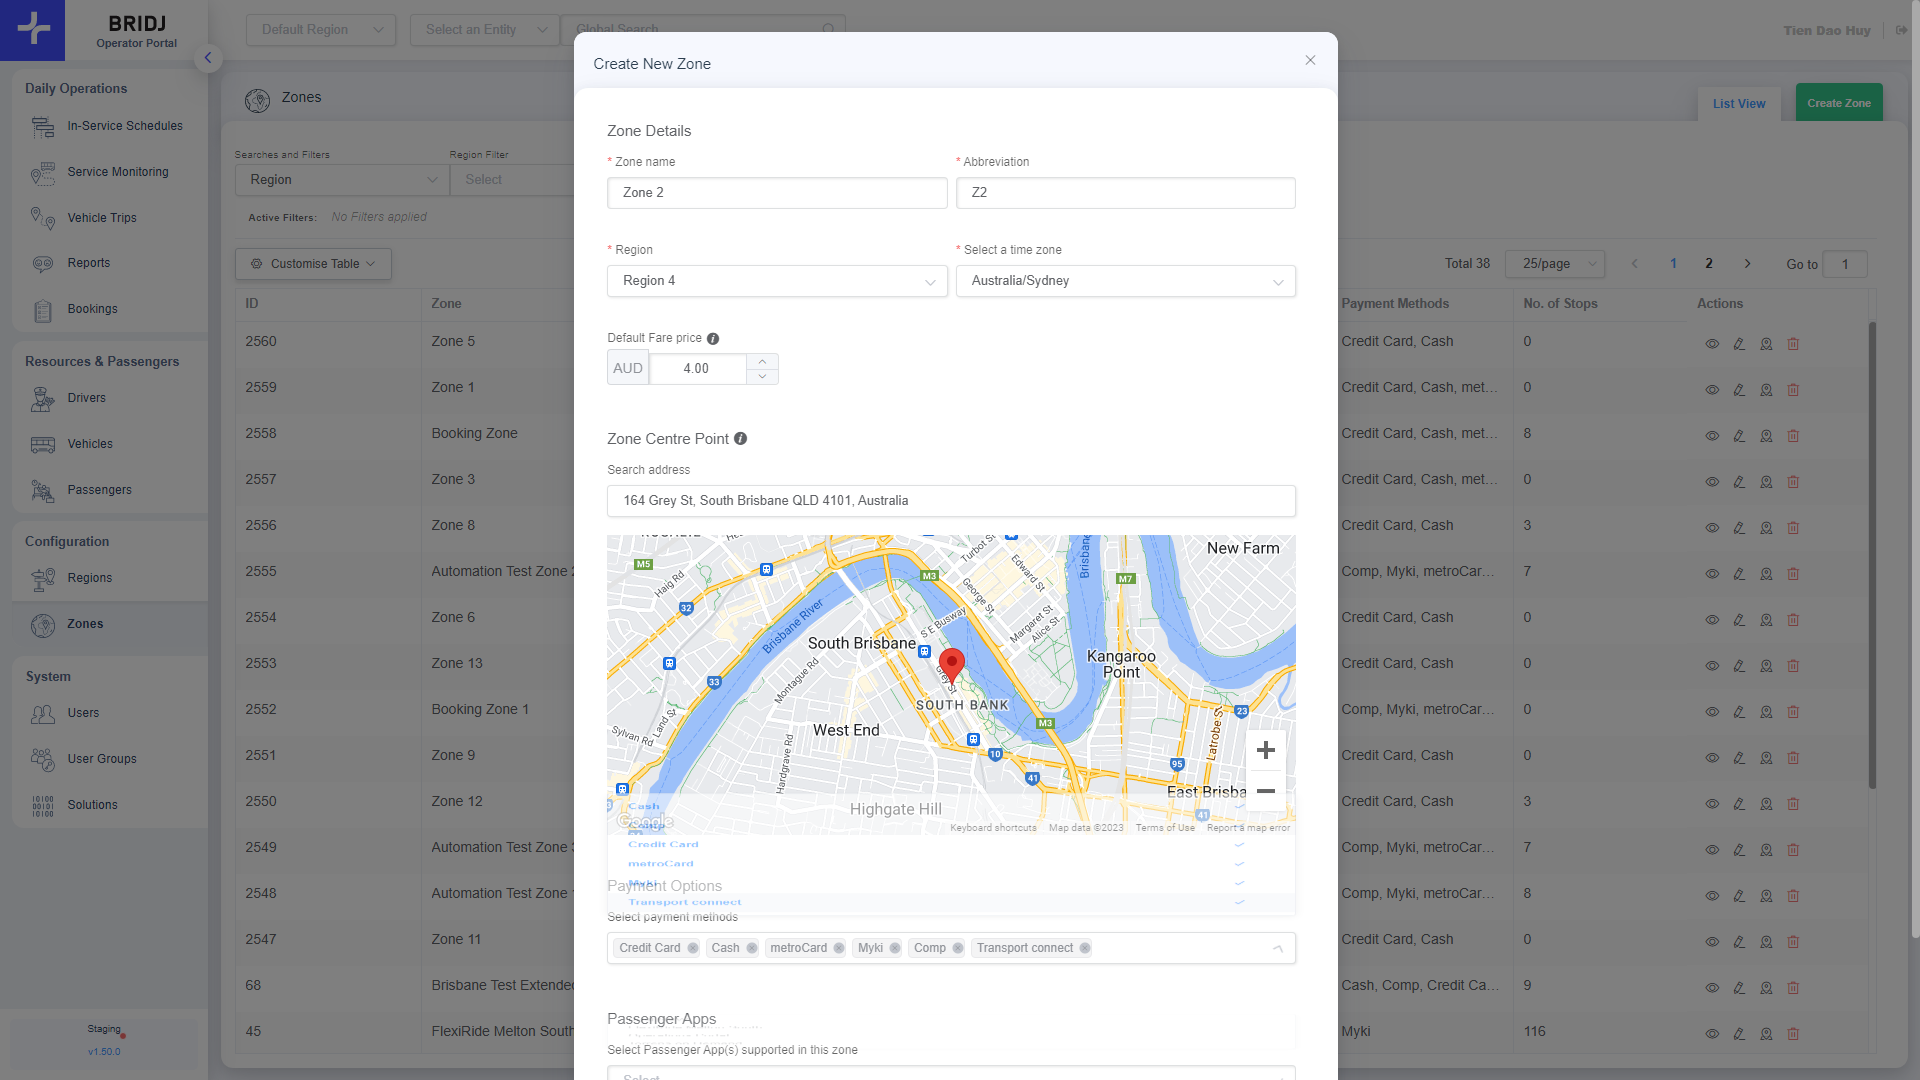 BRIDJ
Operator Portal
Default Region
Select an Entity
Global Search
Tien Dao Huy
Daily Operations
In-Service Schedules
Service Monitoring
Vehicle Trips
Reports
Bookings
Resources & Passengers
Drivers
Vehicles
Passengers
Configuration
Regions
Zones
System
Users
User Groups
Solutions
Staging
v1.50.0
Zones
List View
Create Zone
Searches and Filters
Region Filter
Region
Select
Active Filters: No Filters applied
Customise Table
Total 38
25/page
1
2
Go to
1
ID Zone Payment Methods No. of Stops Actions
2560 Zone 5 Credit Card, Cash 0
2559 Zone 1 Credit Card, Cash, met... 0
2558 Booking Zone Credit Card, Cash, met... 8
2557 Zone 3 Credit Card, Cash, met... 0
2556 Zone 8 Credit Card, Cash 3
2555 Automation Test Zone Comp, Myki, metroCar... 7
2554 Zone 6 Credit Card, Cash 0
2553 Zone 13 Credit Card, Cash 0
2552 Booking Zone 1 Comp, Myki, metroCar... 0
2551 Zone 9 Credit Card, Cash 0
2550 Zone 12 Credit Card, Cash 3
2549 Automation Test Zone Comp, Myki, metroCar... 7
2548 Automation Test Zone Comp, Myki, metroCar... 8
2547 Zone 11 Credit Card, Cash 0
68 Brisbane Test Extended Cash, Comp, Credit Ca... 9
45 FlexiRide Melton South Myki 116
Create New Zone
Zone Details
* Zone name
* Abbreviation
Zone 2
Z2
* Region
* Select a time zone
Region 4
Australia/Sydney
Default Fare price
AUD 4.00
Zone Centre Point
Search address
164 Grey St, South Brisbane QLD 4101, Australia
New Farm
Turbot St
Edward St
Brisbane
M5
M3
M7
Haig Rd
George St
32
Brisbane River
S E Busway
Margaret St
Alice St
South Brisbane
Kangaroo
Point
Montague Rd
33
Grey St
SOUTH BANK
23
M3
Land St
Sylvan Rd
West End
Hardgrave Rd
Latrobe St
10
41
95
East Brisba
Highgate Hill
41
Google
Keyboard shortcuts Map data ©2023 Terms of Use Report a map error
Cash
Comp
Credit Card
metroCard
Myki
Transport connect
Payment Options
Select payment methods
Credit Card Cash metroCard Myki Comp Transport connect
Passenger Apps
Select Passenger App(s) supported in this zone
Select